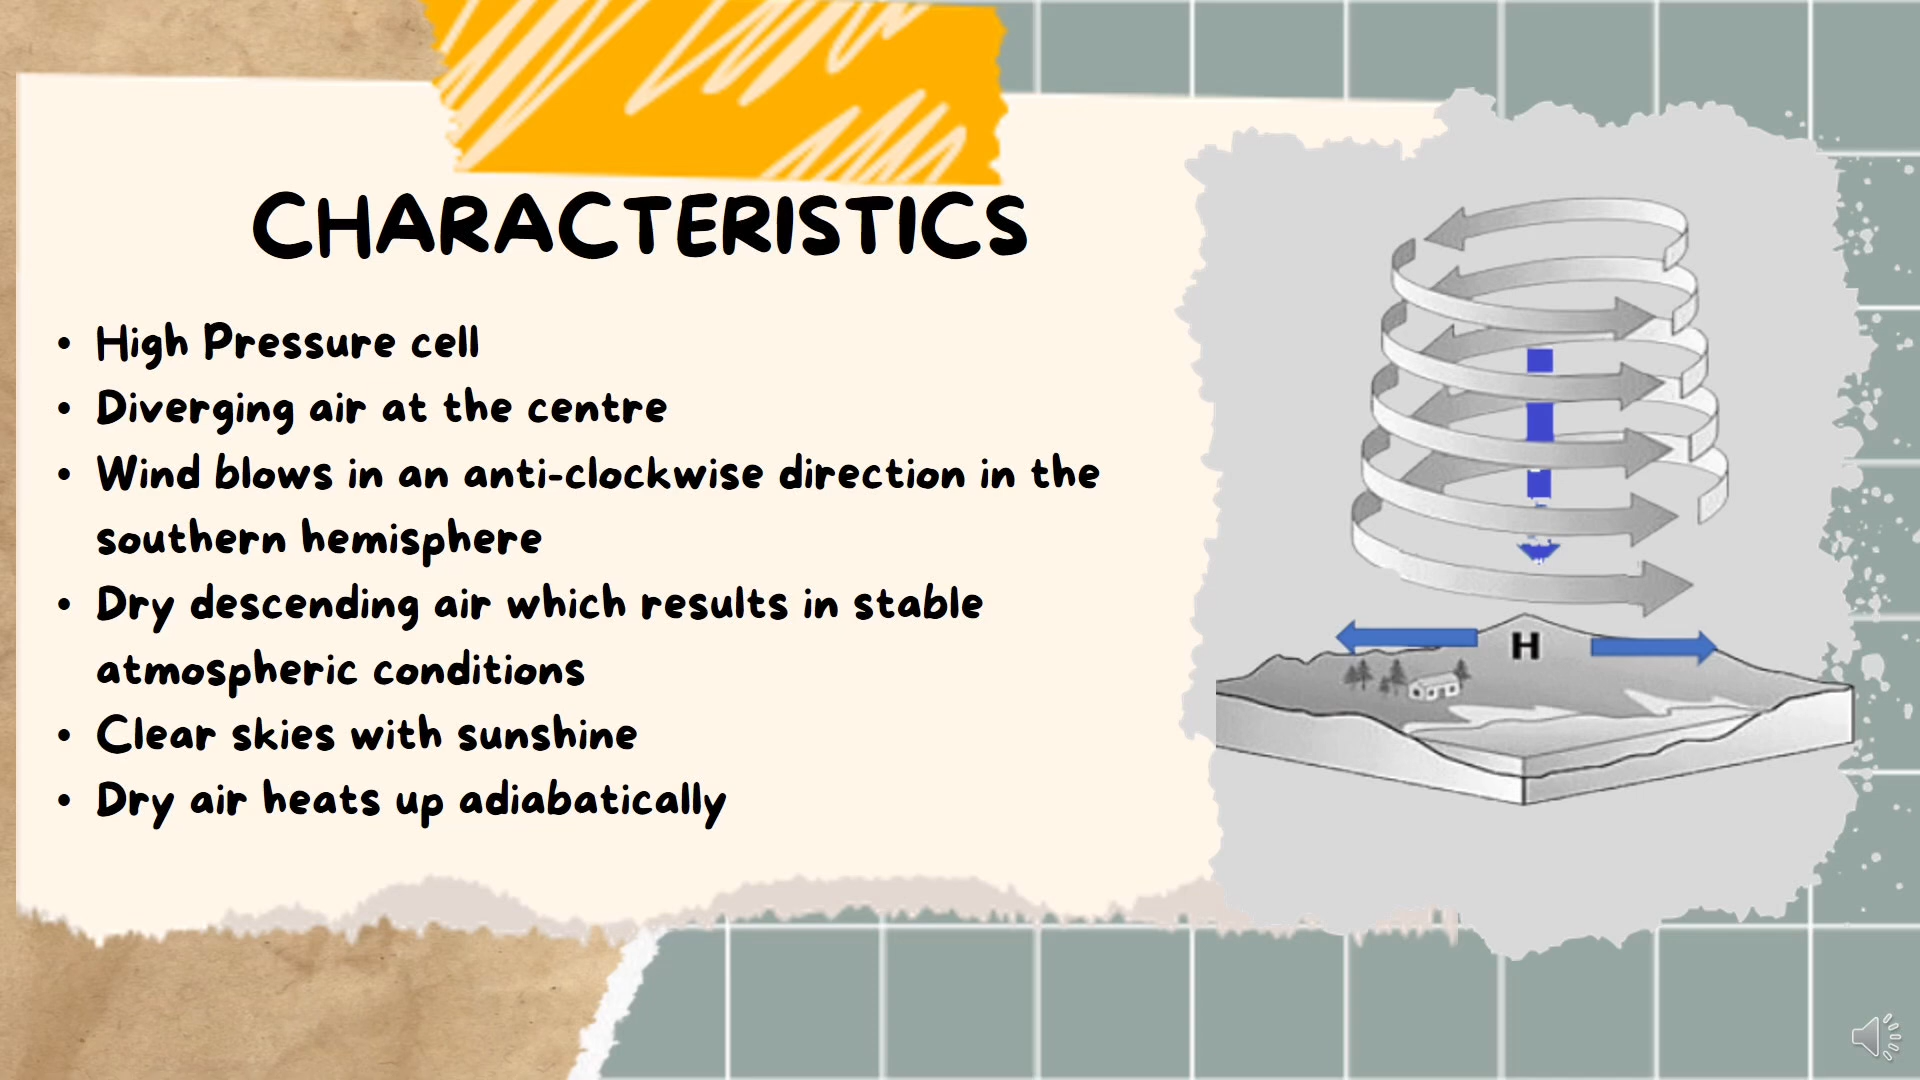 CHARACTERISTICS
• High Pressure cell
• Diverging air at the centre
• Wind blows in an anti-clockwise direction in the
southern hemisphere
• Dry descending air which results in stable
atmospheric conditions
• Clear skies with sunshine
• Dry air heats up adiabatically
H